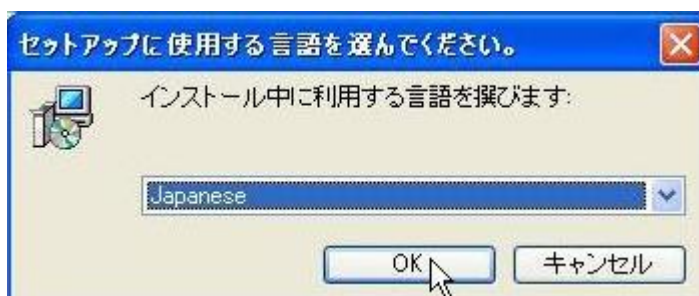 セットアップに使用する言語を選んでください。
インストール中に利用する言語を撰びます:
Japanese
OK
キャンセル